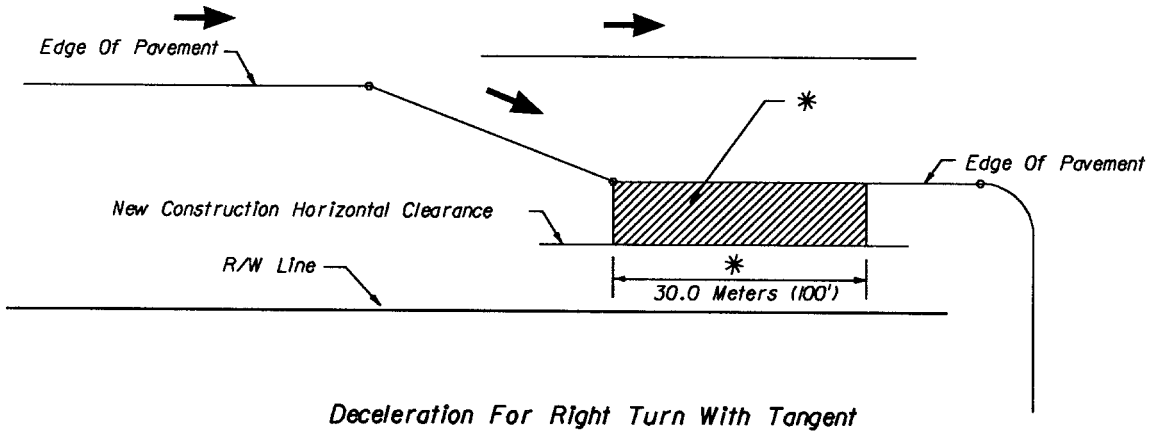 Edge Of Pavement
*
Edge Of Pavement
New Construction Horizontal Clearance
R/W Line
*
30.0 Meters (100')
Deceleration For Right Turn With Tangent